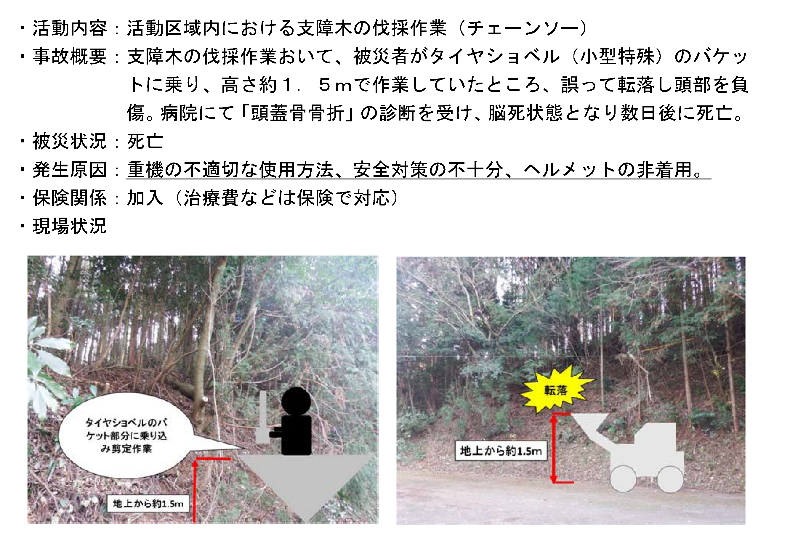 ・活動内容：活動区域内における支障木の伐採作業（チェーンソー）
・事故概要：支障木の伐採作業おいて、被災者がタイヤショベル（小型特殊）のバケッ
トに乗り、高さ約１．５ｍで作業していたところ、誤って転落し頭部を負
傷。病院にて「頭蓋骨骨折」の診断を受け、脳死状態となり数日後に死亡。
・被災状況：死亡
・発生原因：重機の不適切な使用方法、安全対策の不十分、ヘルメットの非着用。
・保険関係：加入（治療費などは保険で対応）
・現場状況
タイヤショベルのバ
ケット部分に乗り込
み剪定作業
地上から約1.5m
転落
地上から約1.5m